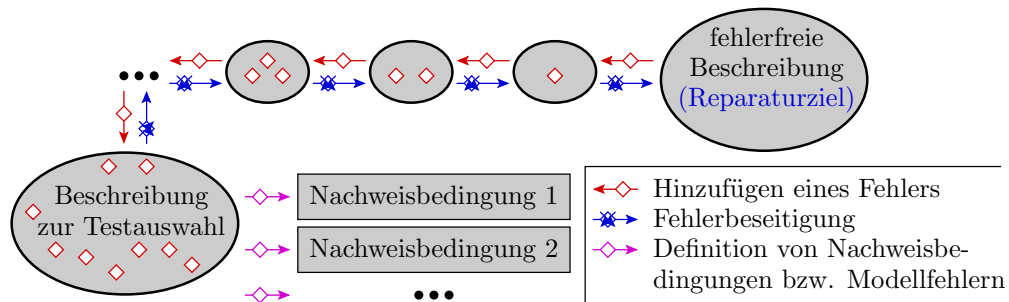 fehlerfreie
Beschreibung
(Reparaturziel)
Beschreibung
zur Testauswahl
Nachweisbedingung 1
Nachweisbedingung 2
Hinzufügen eines Fehlers
Fehlerbeseitigung
Definition von Nachweisbe-
dingungen bzw. Modellfehlern